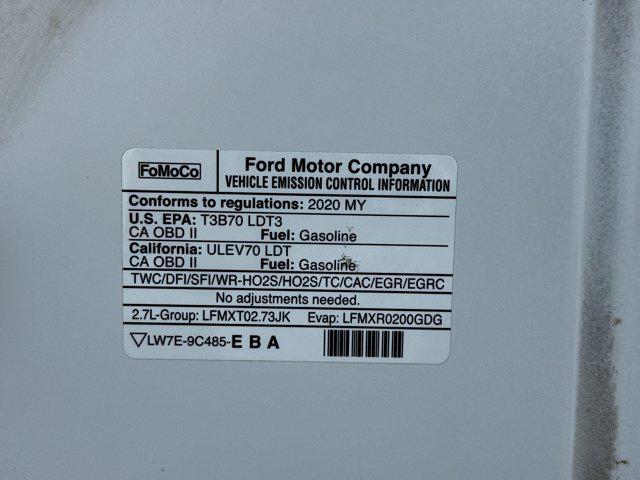 FoMoCo
Ford Motor Company
VEHICLE EMISSION CONTROL INFORMATION
Conforms to regulations: 2020 MY
U.S. EPA: T3B70 LDT3
CA OBD II Fuel: Gasoline
California: ULEV70 LDT
CA OBD II Fuel: Gasoline
TWC/DFI/SFI/WR-HO2S/HO2S/TC/CAC/EGR/EGRC
No adjustments needed.
2.7L-Group: LFMXT02.73JK Evap: LFMXR0200GDG
LW7E-9C485-E B A